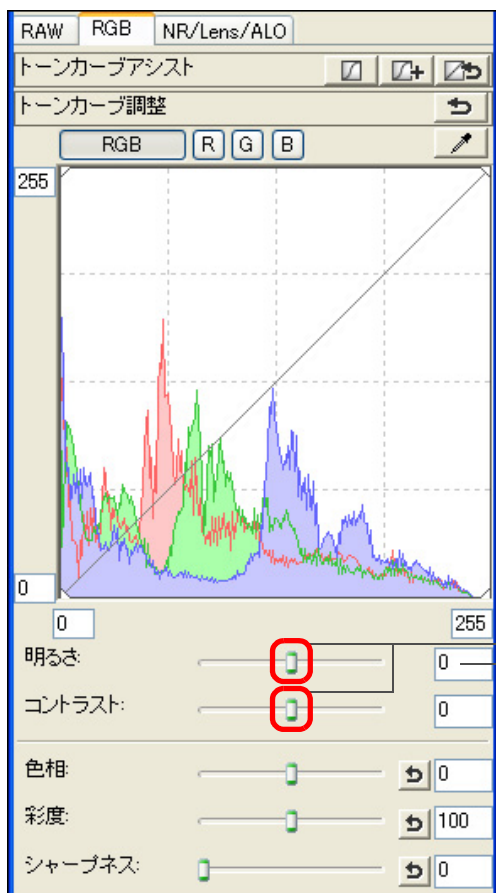 RAW RGB NR/Lens/ALO
トーンカーブアシスト
トーンカーブ調整
RGB R G B
255
0
0 255
明るさ: 0
コントラスト: 0
色相: 0
彩度: 100
シャープネス: 0